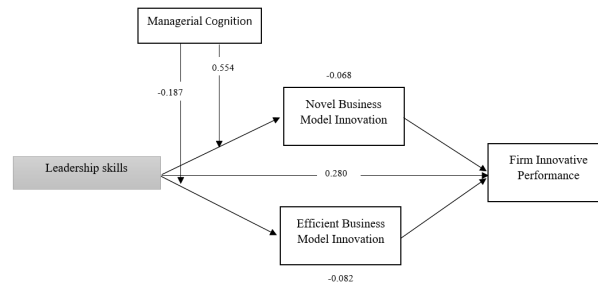 Managerial Cognition
0.554
-0.068
-0.187
Novel Business
Model Innovation
Leadership skills
0.280
Firm Innovative
Performance
Efficient Business
Model Innovation
-0.082